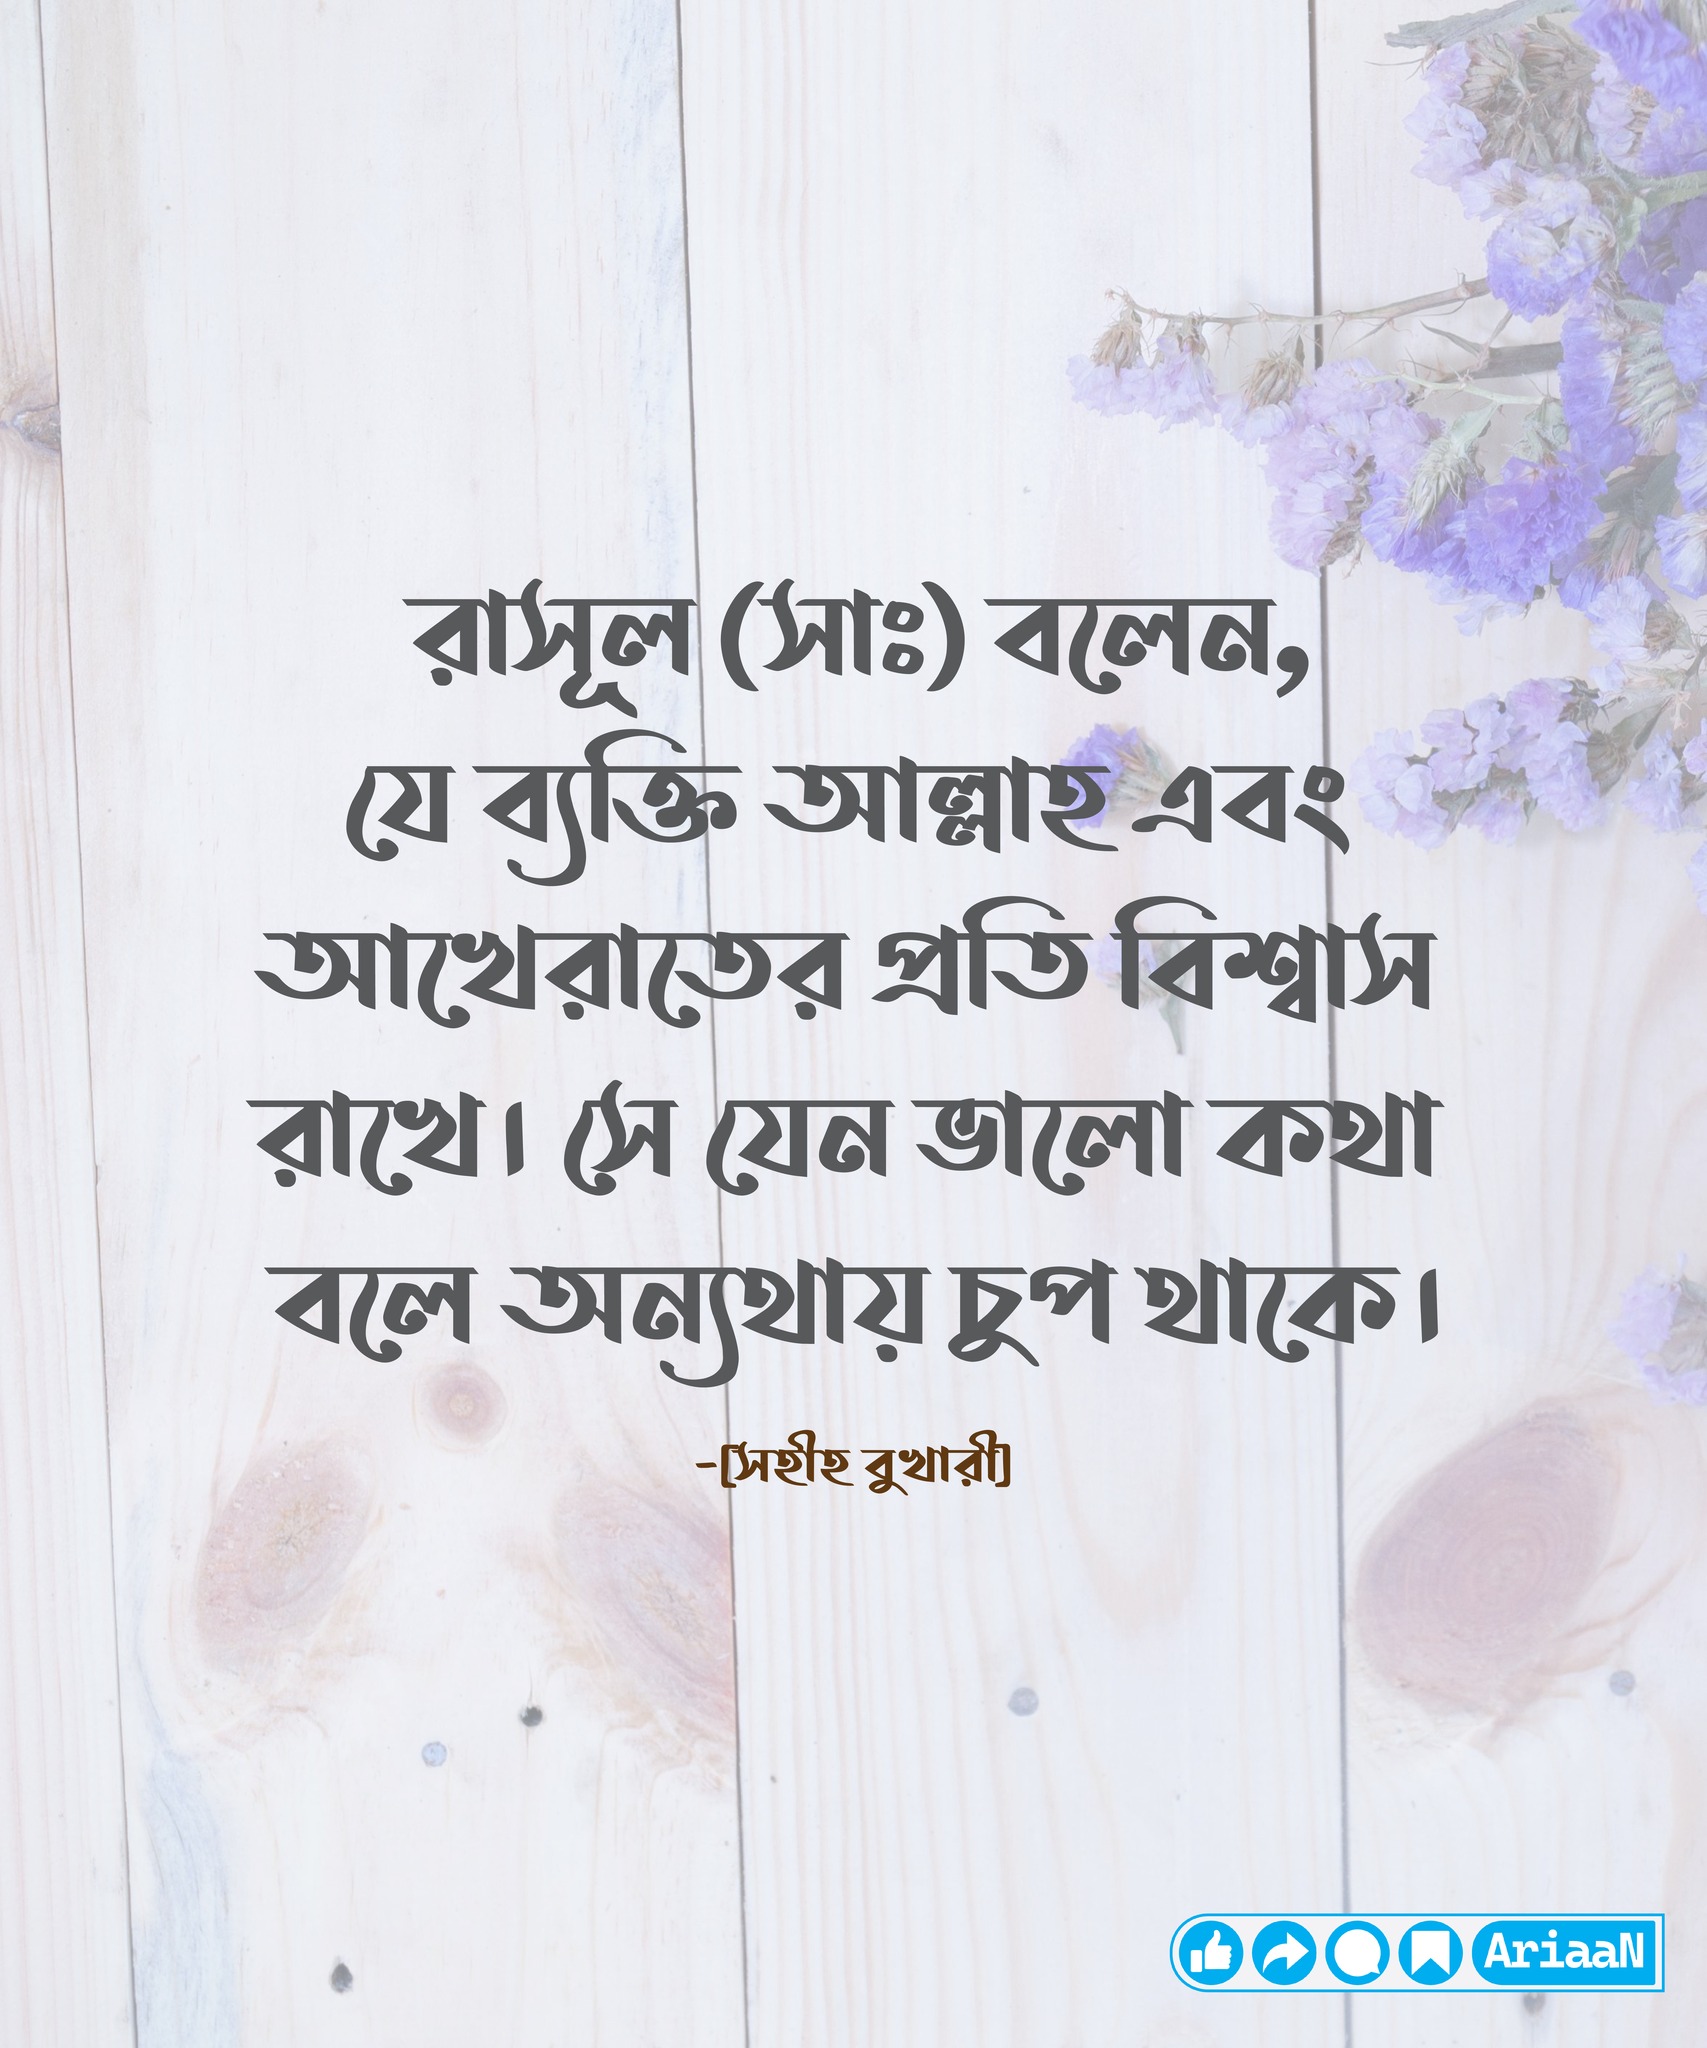 রাসূল (সাঃ) বলেন,
যে ব্যক্তি আল্লাহ এবং
আখেরাতের প্রতি বিশ্বাস
রাখে। সে যেন ভালো কথা
বলে অন্যথায় চুপ থাকে।
-[সহীহ বুখারী]
AriaaN